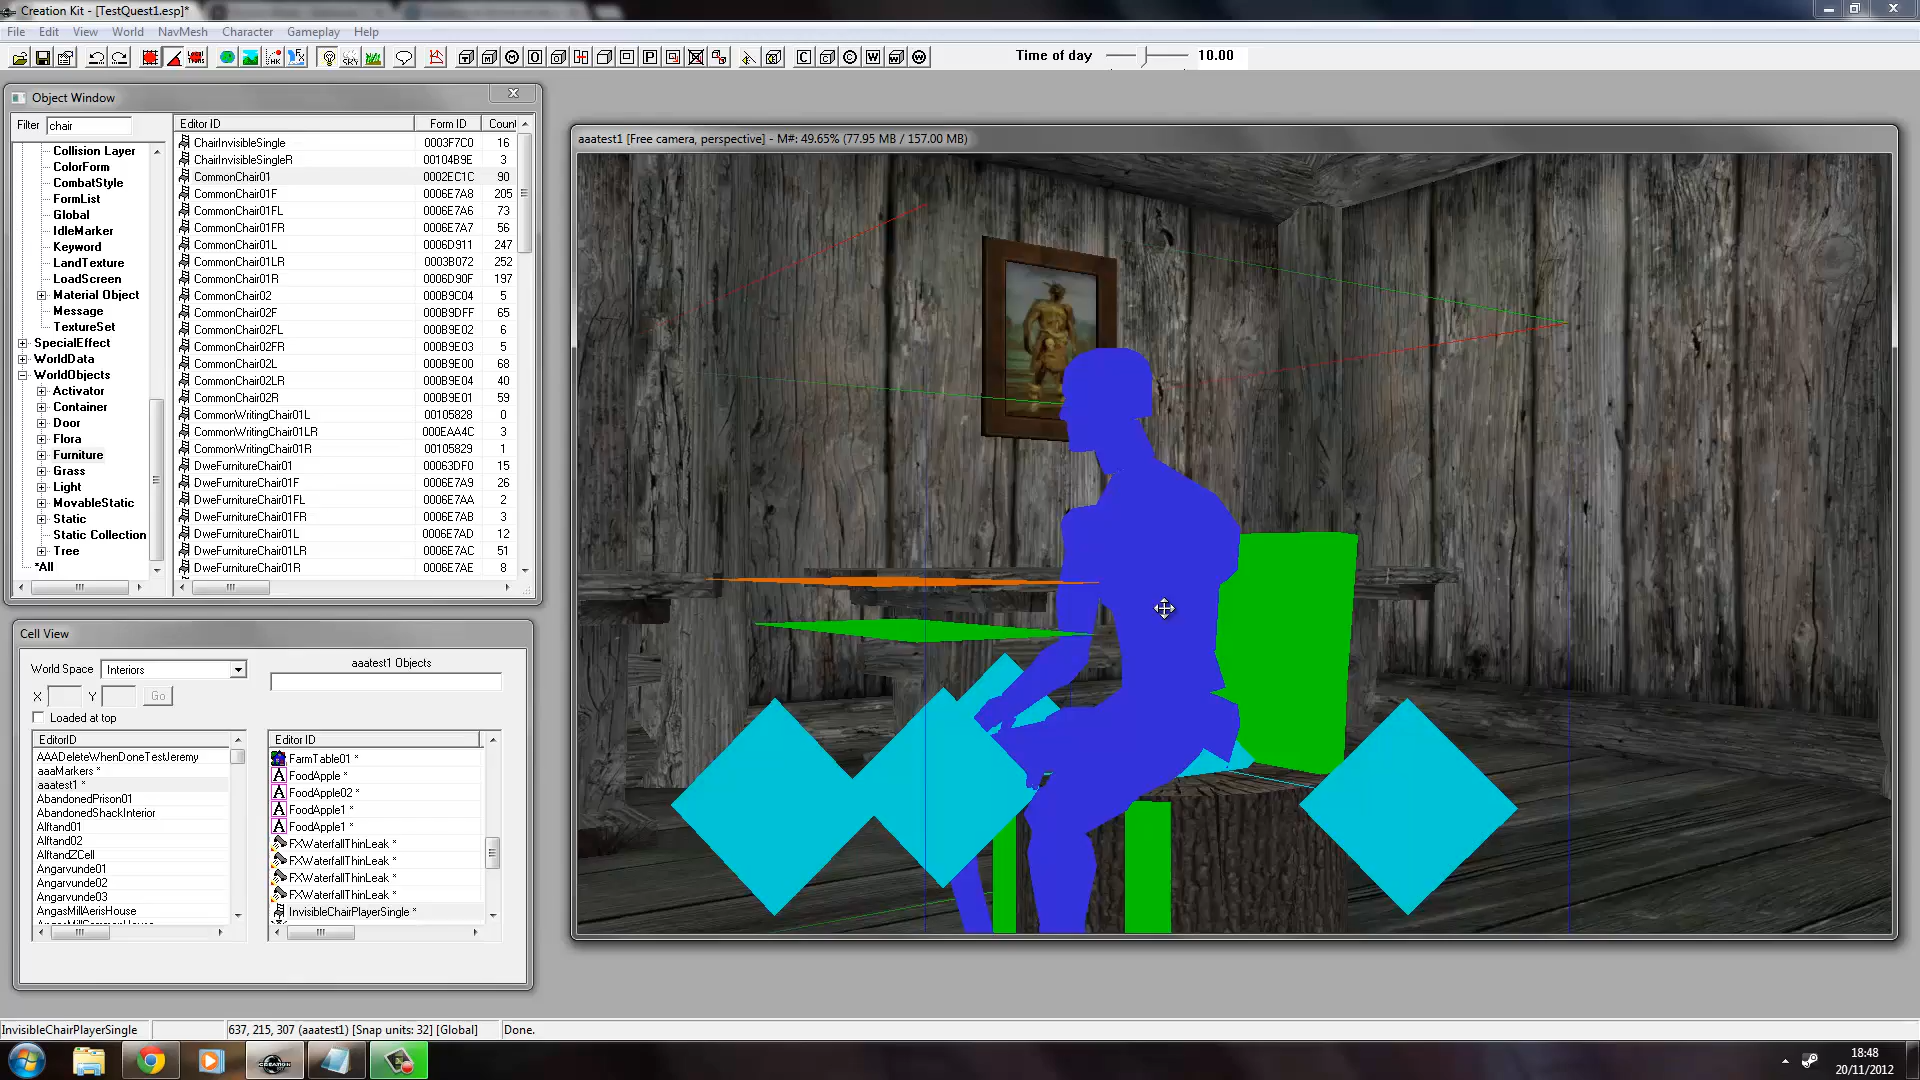 Creation Kit - [TestQuest1.esp]*
File Edit View World NavMesh Character Gameplay Help
Time of day 10.00
Object Window
Filter chair
Collision Layer
ColorForm
CombatStyle
FormList
Global
IdleMarker
Keyword
LandTexture
LoadScreen
Material Object
Message
TextureSet
SpecialEffect
WorldData
WorldObjects
Activator
Container
Door
Flora
Furniture
Grass
Light
MovableStatic
Static
Static Collection
Tree
*All
Editor ID Form ID Count
ChairInvisibleSingle 0003F7C0 16
ChairInvisibleSingleR 00104B9E 3
CommonChair01 0002EC1C 90
CommonChair01F 0006E7A8 205
CommonChair01FL 0006E7A6 73
CommonChair01FR 0006E7A7 56
CommonChair01L 0006D911 247
CommonChair01LR 0003B072 252
CommonChair01R 0006D90F 197
CommonChair02 000B9C04 5
CommonChair02F 000B9DFF 65
CommonChair02FL 000B9E02 6
CommonChair02FR 000B9E03 5
CommonChair02L 000B9E00 68
CommonChair02LR 000B9E04 40
CommonChair02R 000B9E01 59
CommonWritingChair01L 00105828 0
CommonWritingChair01LR 000EAA4C 3
CommonWritingChair01R 00105829 1
DweFurnitureChair01 00063DF0 15
DweFurnitureChair01F 0006E7A9 26
DweFurnitureChair01FL 0006E7AA 2
DweFurnitureChair01FR 0006E7AB 3
DweFurnitureChair01L 0006E7AD 12
DweFurnitureChair01LR 0006E7AC 51
DweFurnitureChair01R 0006E7AE 8
aaatest1 [Free camera, perspective] - M#: 49.65% (77.95 MB / 157.00 MB)
Cell View
World Space Interiors
X Y Go
Loaded at top
EditorID
AAADeleteWhenDoneTestJeremy
aaaMarkers *
aaatest1 *
AbandonedPrison01
AbandonedShackInterior
Alftand01
Alftand02
AlftandZCell
Angarvunde01
Angarvunde02
Angarvunde03
AngasMillAerisHouse
aaatest1 Objects
Editor ID
FarmTable01 *
FoodApple *
FoodApple02 *
FoodApple1 *
FoodApple1 *
FXWaterfallThinLeak *
FXWaterfallThinLeak *
FXWaterfallThinLeak *
FXWaterfallThinLeak *
InvisibleChairPlayerSingle *
InvisibleChairPlayerSingle 637, 215, 307 (aaatest1) [Snap units: 32] [Global] Done.
CREATION
18:48
20/11/2012